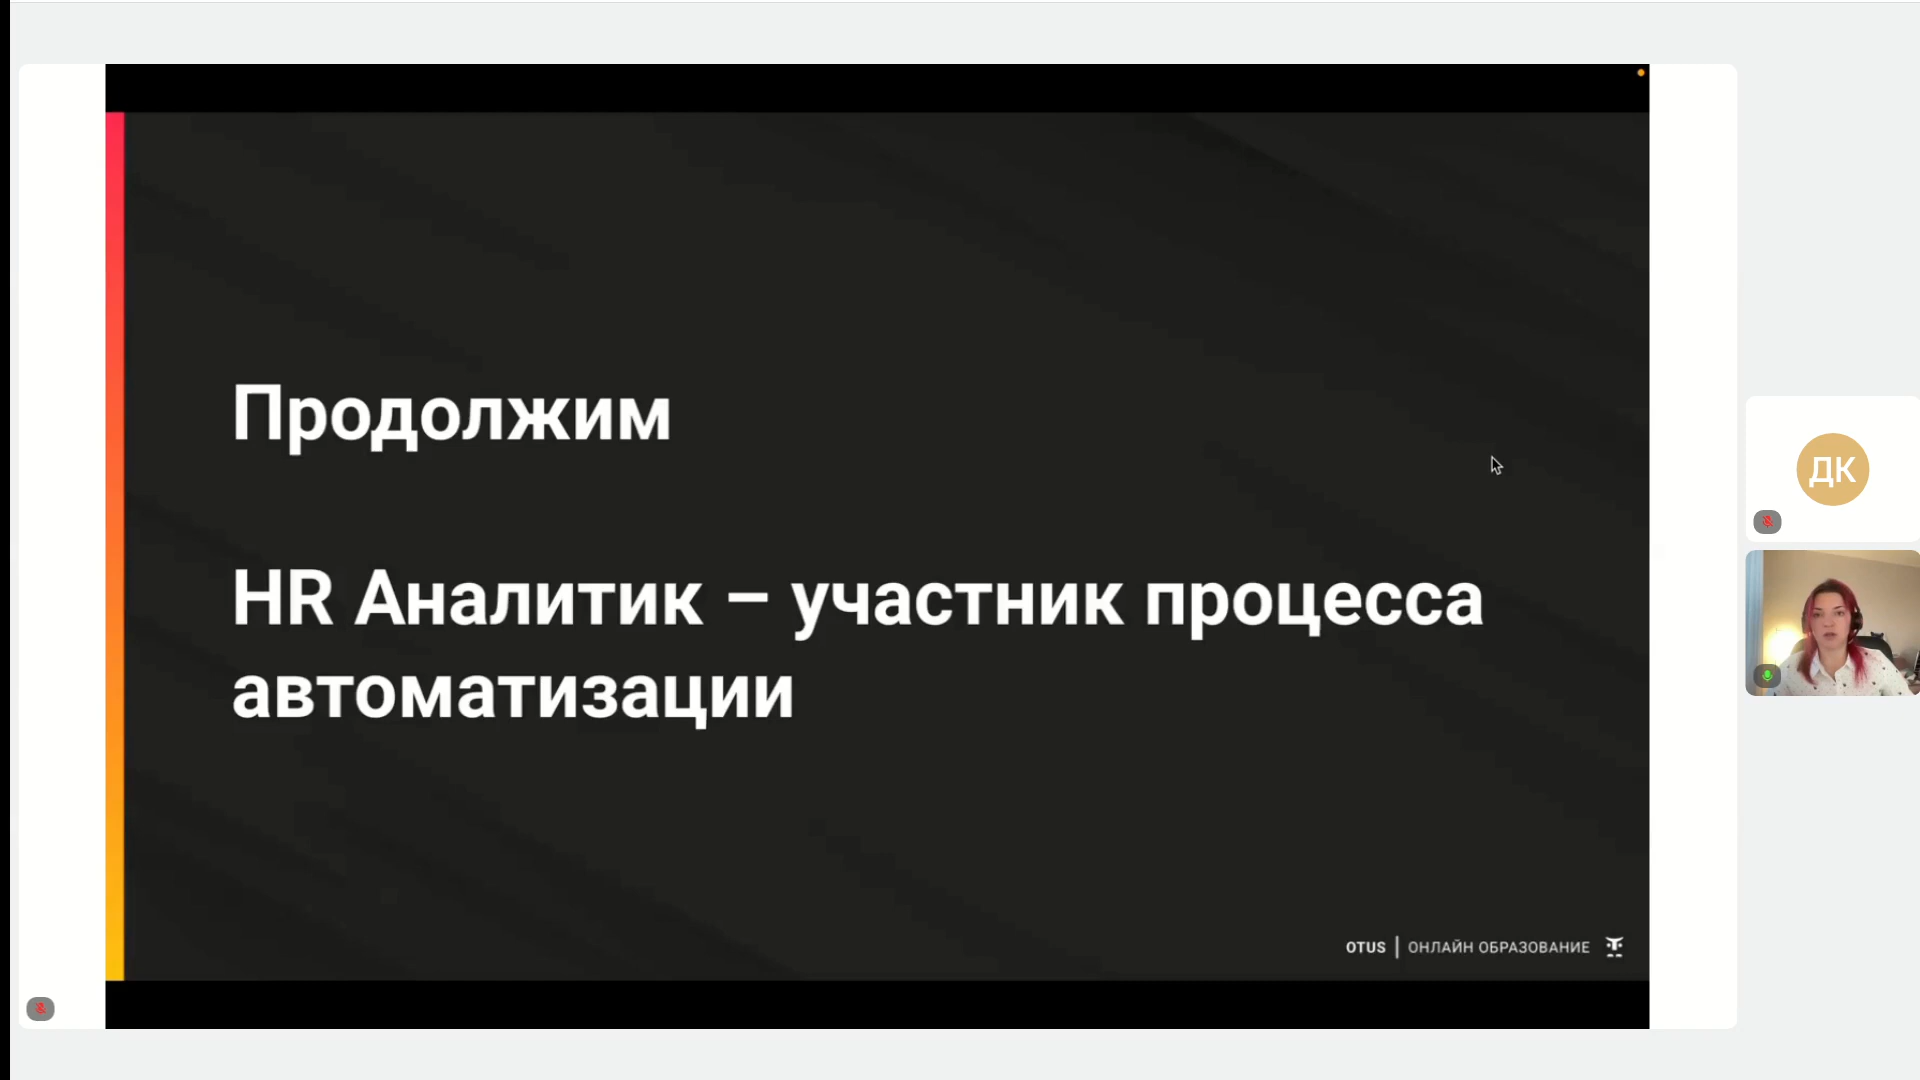 Продолжим
HR Аналитик – участник процесса
автоматизации
ДК
OTUS | ОНЛАЙН ОБРАЗОВАНИЕ